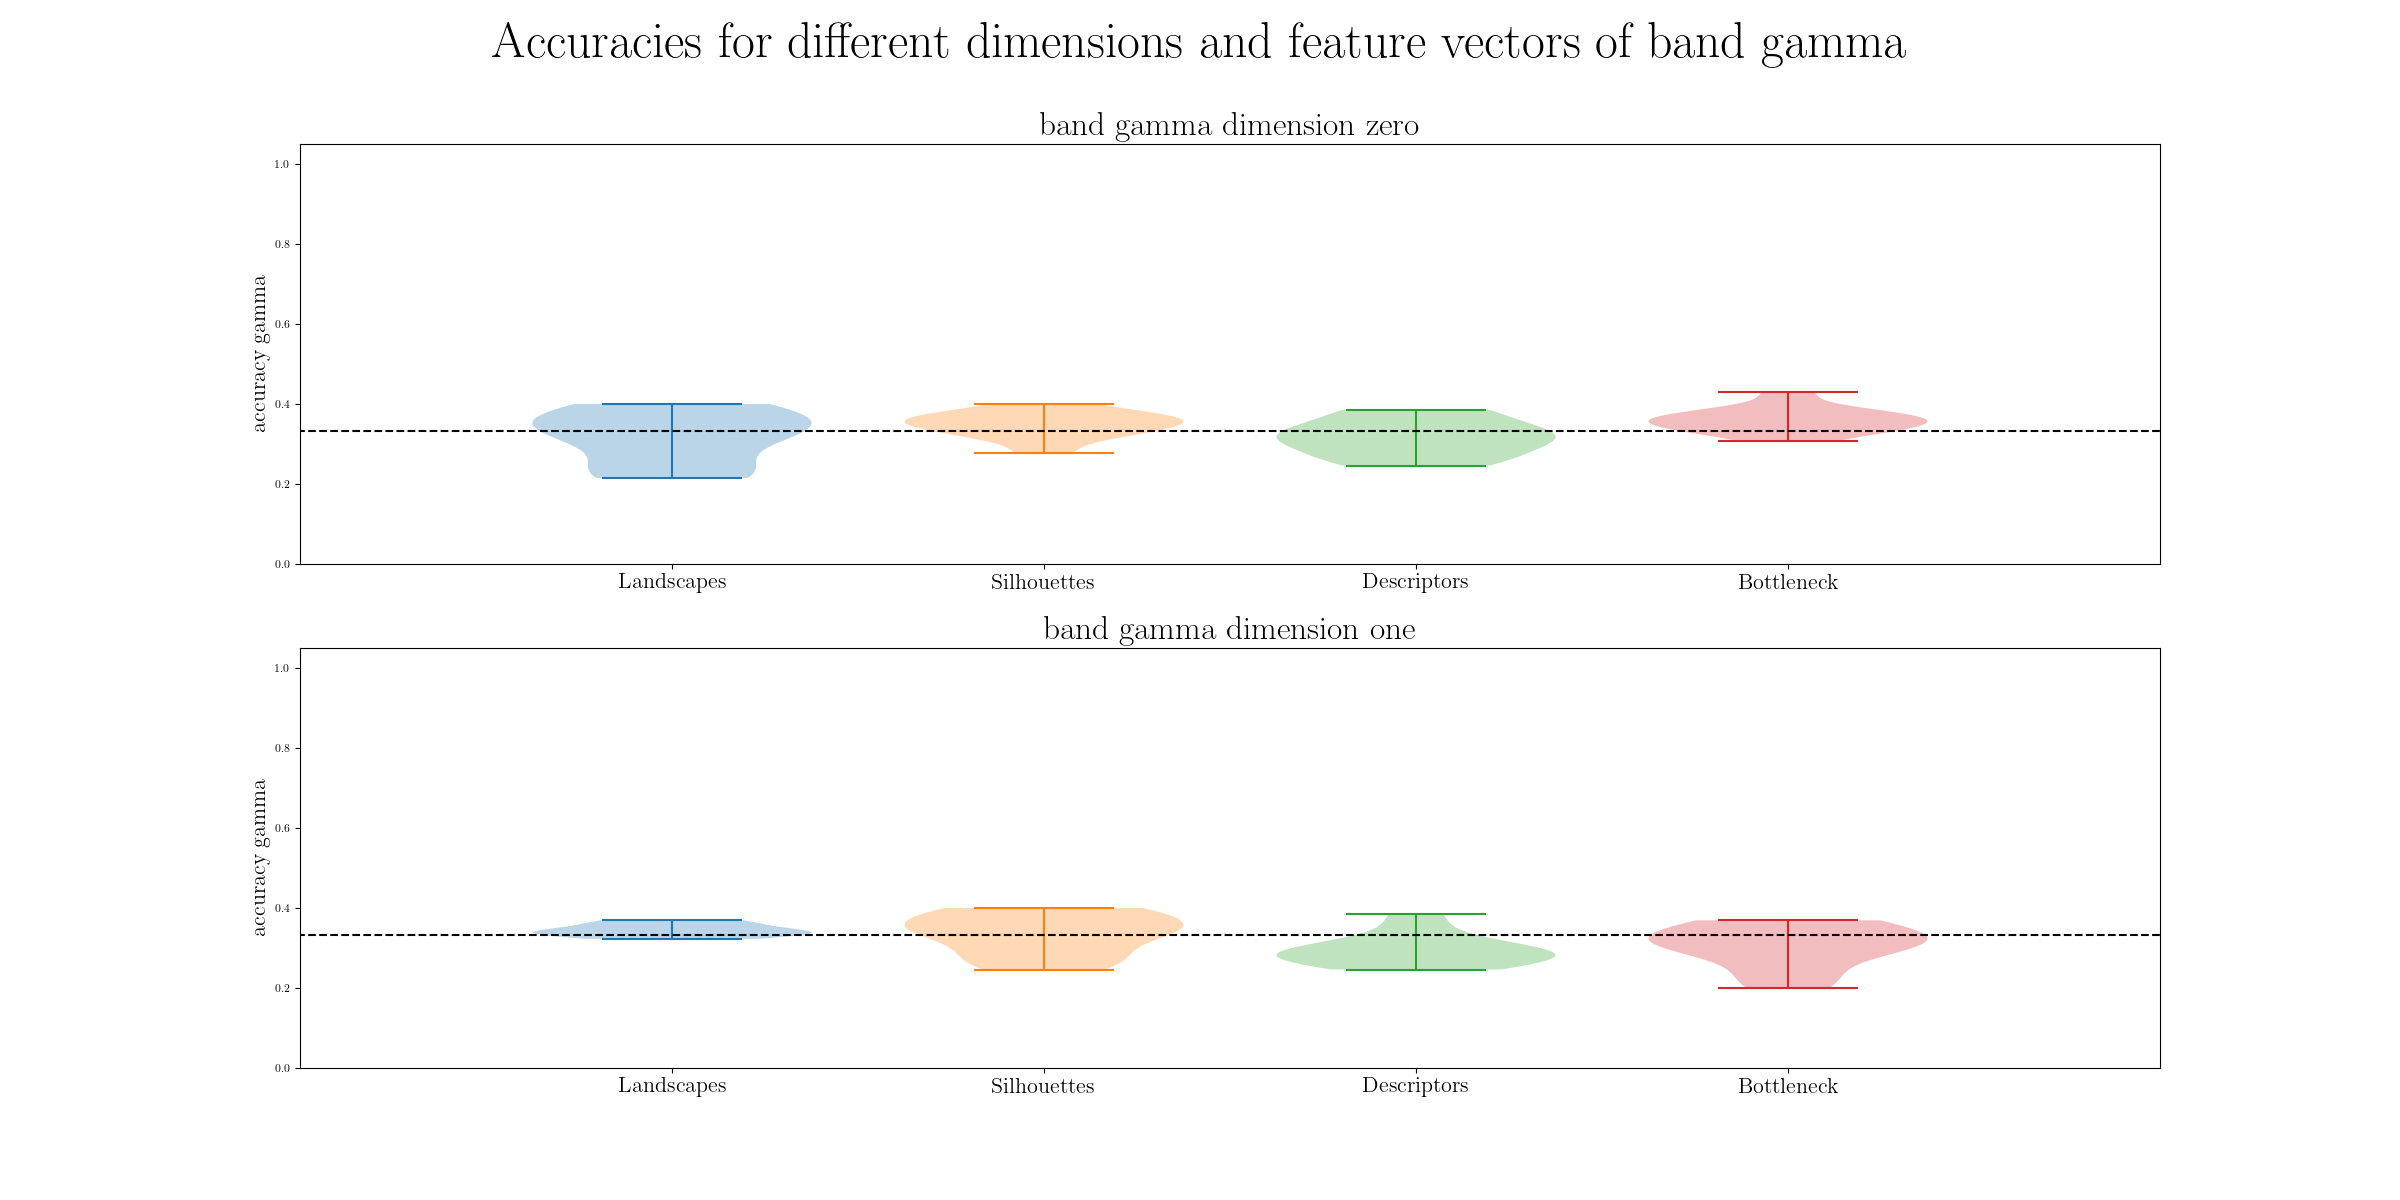 Accuracies for different dimensions and feature vectors of band gamma
band gamma dimension zero
accuracy gamma
1.0
0.8
0.6
0.4
0.2
0.0
Landscapes Silhouettes Descriptors Bottleneck
band gamma dimension one
accuracy gamma
1.0
0.8
0.6
0.4
0.2
0.0
Landscapes Silhouettes Descriptors Bottleneck